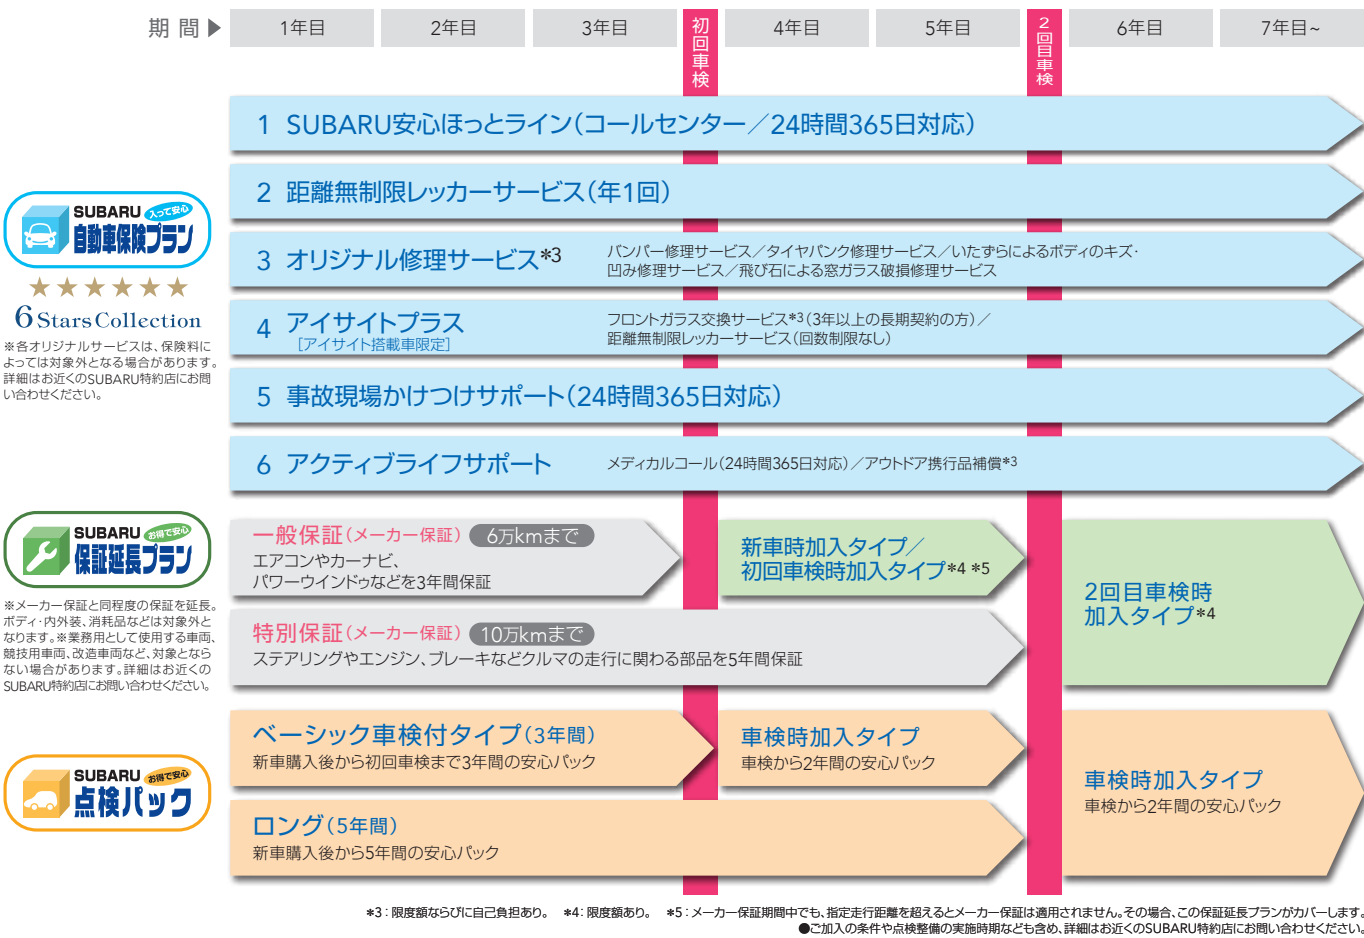 期間▶
1年目
2年目
3年目
初回車検
4年目
5年目
2回目車検
6年目
7年目~
1 SUBARU安心ほっとライン(コールセンター/24時間365日対応)
2 距離無制限レッカーサービス(年1回)
3 オリジナル修理サービス*3
バンパー修理サービス/タイヤパンク修理サービス/いたずらによるボディのキズ・
凹み修理サービス/飛び石による窓ガラス破損修理サービス
4 アイサイトプラス
[アイサイト搭載車限定]
フロントガラス交換サービス*3(3年以上の長期契約の方)/
距離無制限レッカーサービス(回数制限なし)
5 事故現場かけつけサポート(24時間365日対応)
6 アクティブライフサポート
メディカルコール(24時間365日対応)/アウトドア携行品補償*3
SUBARU 入って安心
自動車保険プラン
★★★★★★
6 Stars Collection
※各オリジナルサービスは、保険料に
よっては対象外となる場合があります。
詳細はお近くのSUBARU特約店にお問
い合わせください。
SUBARU お得で安心
保証延長プラン
※メーカー保証と同程度の保証を延長。
ボディ・内外装、消耗品などは対象外と
なります。※業務用として使用する車両、
競技用車両、改造車両など、対象となら
ない場合があります。詳細はお近くの
SUBARU特約店にお問い合わせください。
一般保証(メーカー保証) 6万kmまで
エアコンやカーナビ、
パワーウインドゥなどを3年間保証
新車時加入タイプ/
初回車検時加入タイプ*4 *5
特別保証(メーカー保証) 10万kmまで
ステアリングやエンジン、ブレーキなどクルマの走行に関わる部品を5年間保証
2回目車検時
加入タイプ*4
SUBARU お得で安心
点検パック
ベーシック車検付タイプ(3年間)
新車購入後から初回車検まで3年間の安心パック
車検時加入タイプ
車検から2年間の安心パック
ロング(5年間)
新車購入後から5年間の安心パック
車検時加入タイプ
車検から2年間の安心パック
*3:限度額ならびに自己負担あり。 *4:限度額あり。 *5:メーカー保証期間中でも、指定走行距離を超えるとメーカー保証は適用されません。その場合、この保証延長プランがカバーします。
●ご加入の条件や点検整備の実施時期なども含め、詳細はお近くのSUBARU特約店にお問い合わせください。